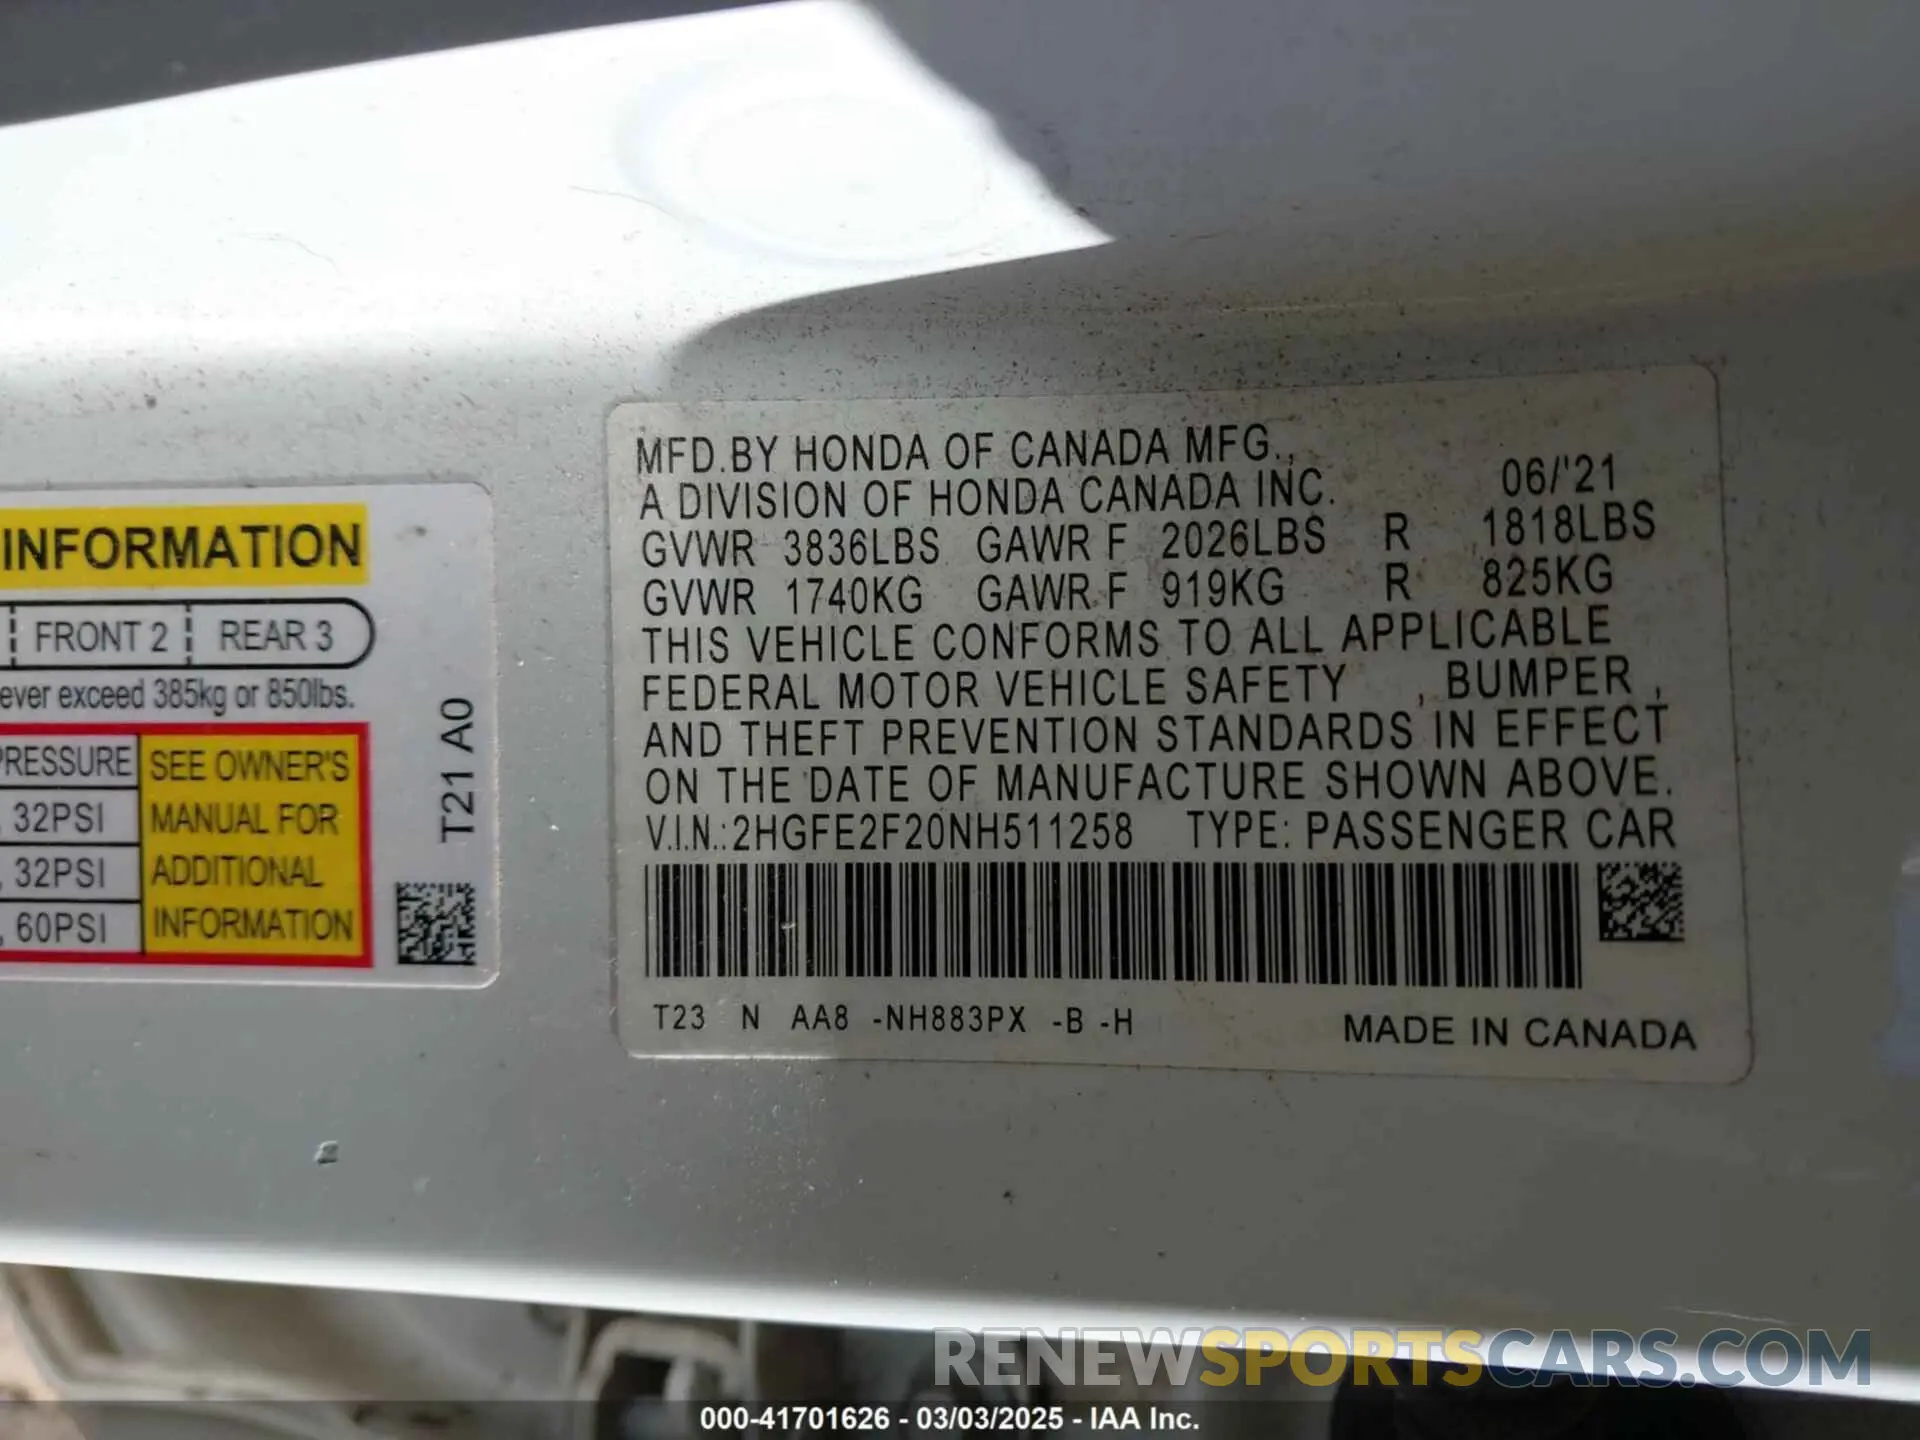 INFORMATION
FRONT 2 REAR 3
ever exceed 385kg or 850lbs.
PRESSURE
, 32PSI
, 32PSI
, 60PSI
SEE OWNER'S
MANUAL FOR
ADDITIONAL
INFORMATION
T21 A0
MFD.BY HONDA OF CANADA MFG.,
A DIVISION OF HONDA CANADA INC. 06/'21
GVWR 3836LBS GAWR F 2026LBS R 1818LBS
GVWR 1740KG GAWR F 919KG R 825KG
THIS VEHICLE CONFORMS TO ALL APPLICABLE
FEDERAL MOTOR VEHICLE SAFETY , BUMPER ,
AND THEFT PREVENTION STANDARDS IN EFFECT
ON THE DATE OF MANUFACTURE SHOWN ABOVE.
V.I.N.:2HGFE2F20NH511258 TYPE: PASSENGER CAR
T23 N AA8 -NH883PX -B -H
MADE IN CANADA
RENEWSPORTSCARS.COM
000-41701626 - 03/03/2025 - IAA Inc.